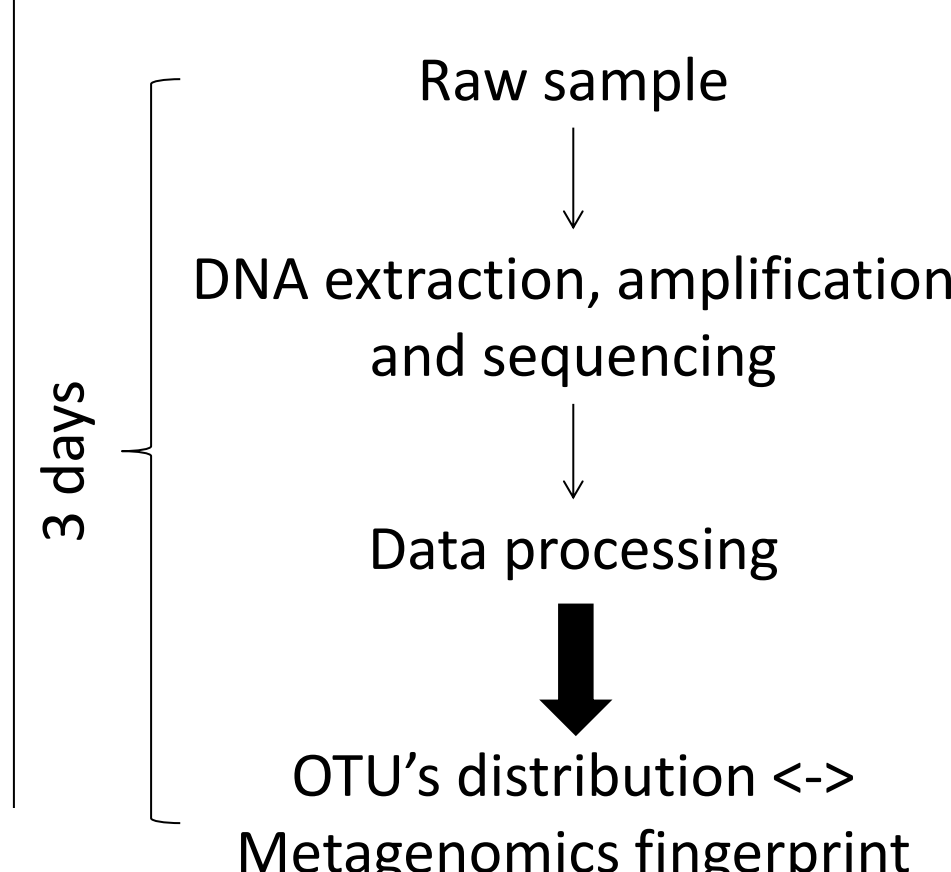 Raw sample
DNA extraction, amplification
and sequencing
3 days
Data processing
OTU’s distribution <->
Metagenomics fingerprint